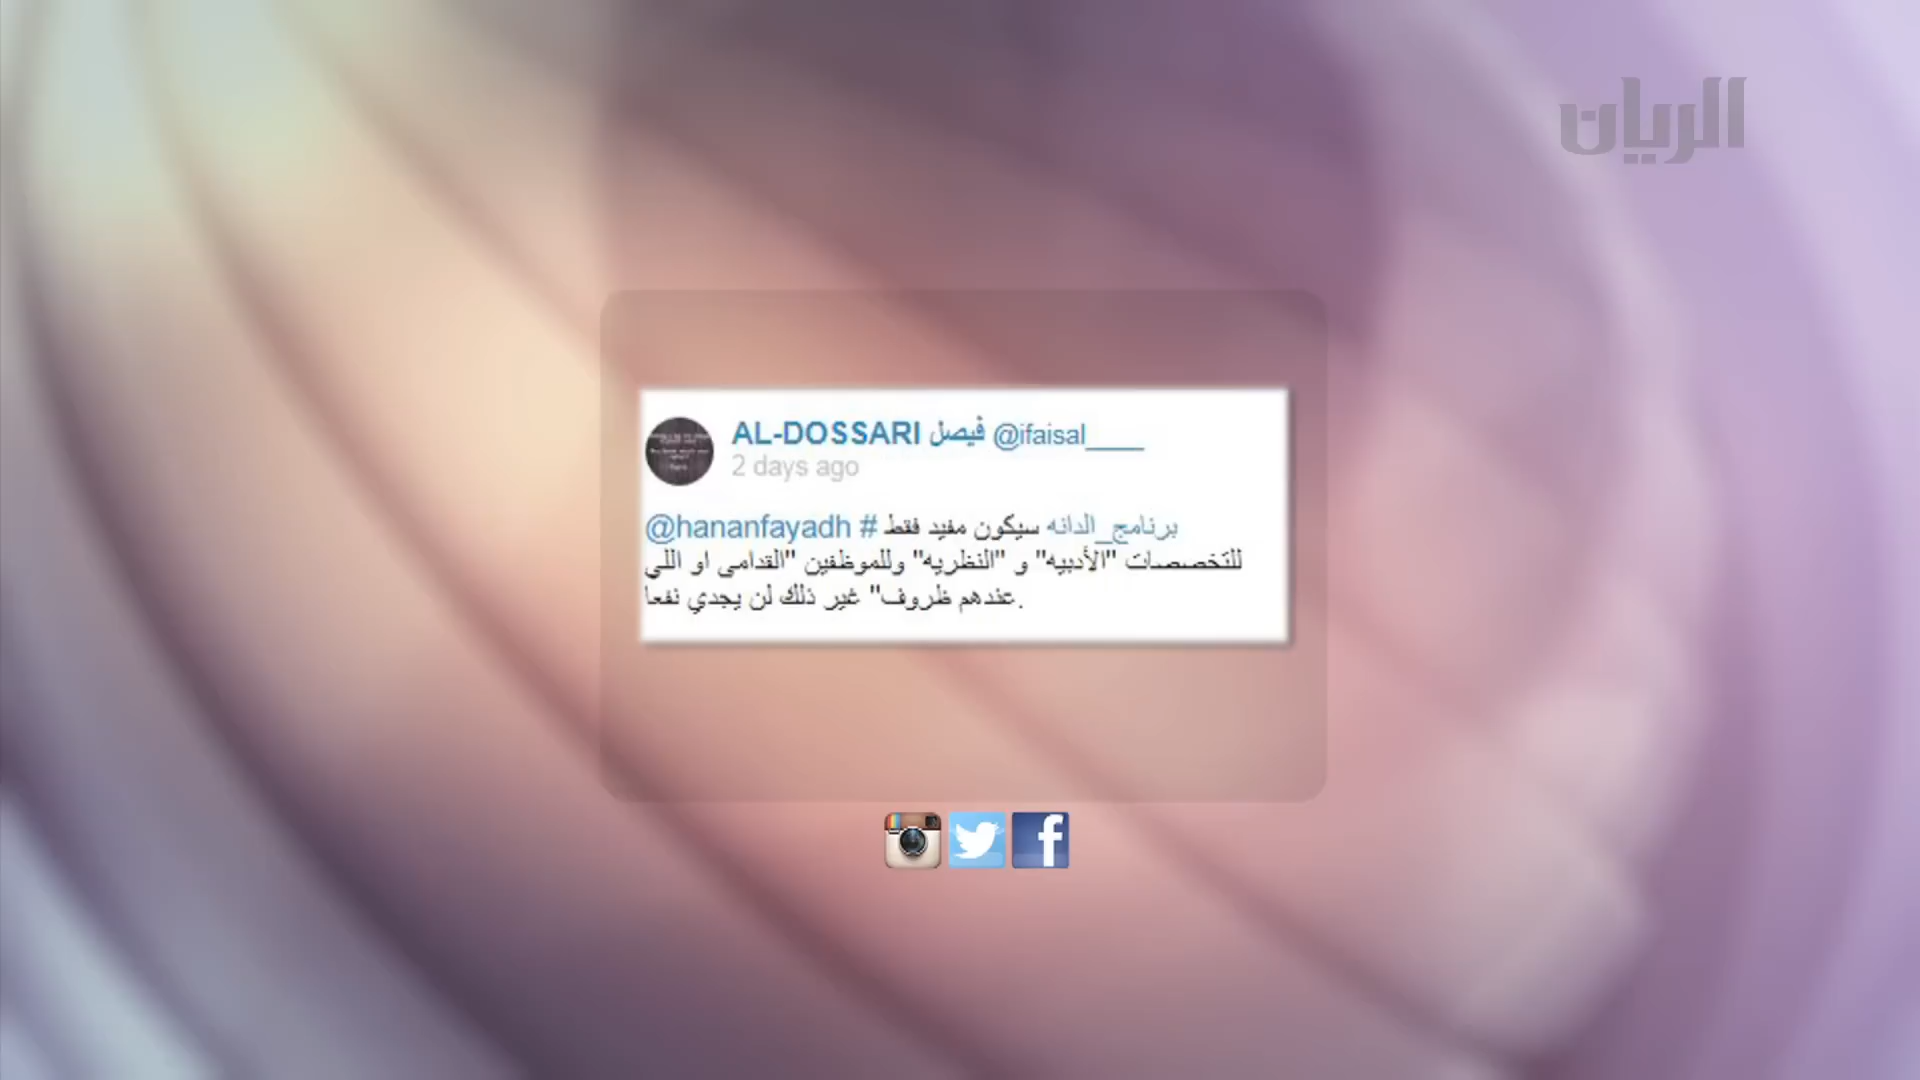 الريان
AL-DOSSARI فيصل @ifaisal____
2 days ago
@hananfayadh #برنامج_الدانه سيكون مفيد فقط
للتخصصات "الأدبيه" و "النظريه" وللموظفين "القدامى او اللي
عندهم ظروف" غير ذلك لن يجدي نفعا.